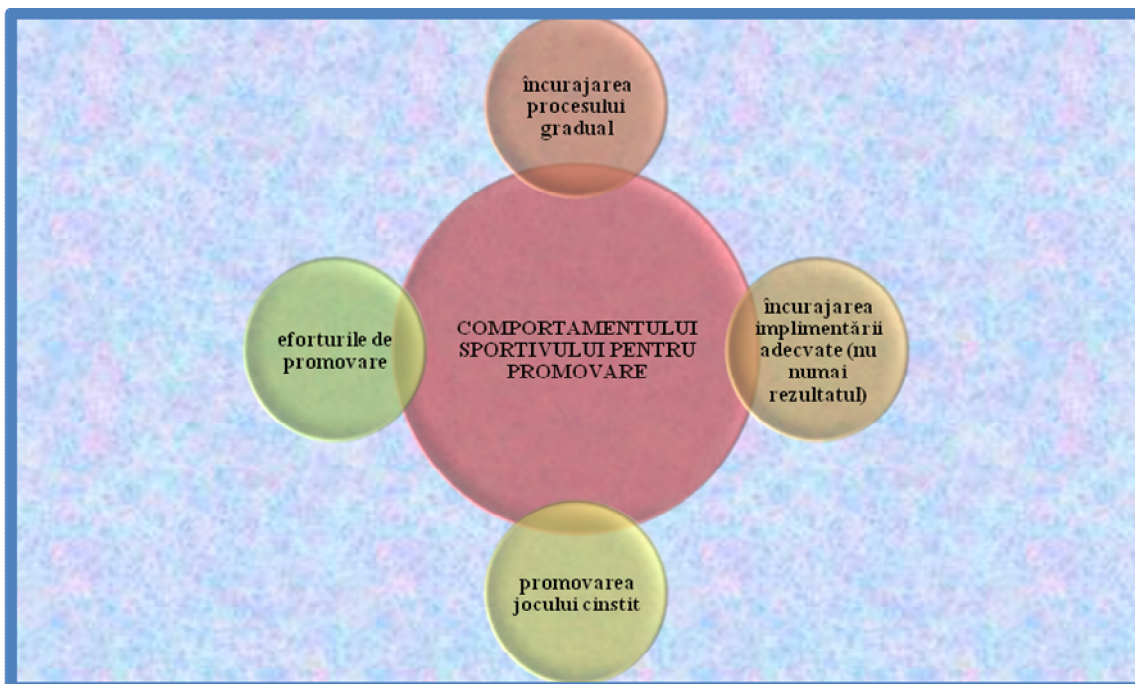 încurajarea
procesului
gradual
eforturile de
promovare
COMPORTAMENTULUI
SPORTIVULUI PENTRU
PROMOVARE
încurajarea
implimentării
adecvate (nu
numai
rezultatul)
promovarea
jocului cinstit